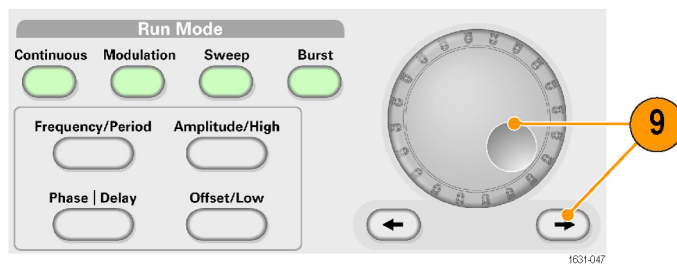 Run Mode
Continuous Modulation Sweep Burst
Frequency/Period Amplitude/High
Phase | Delay Offset/Low
9
1631-047